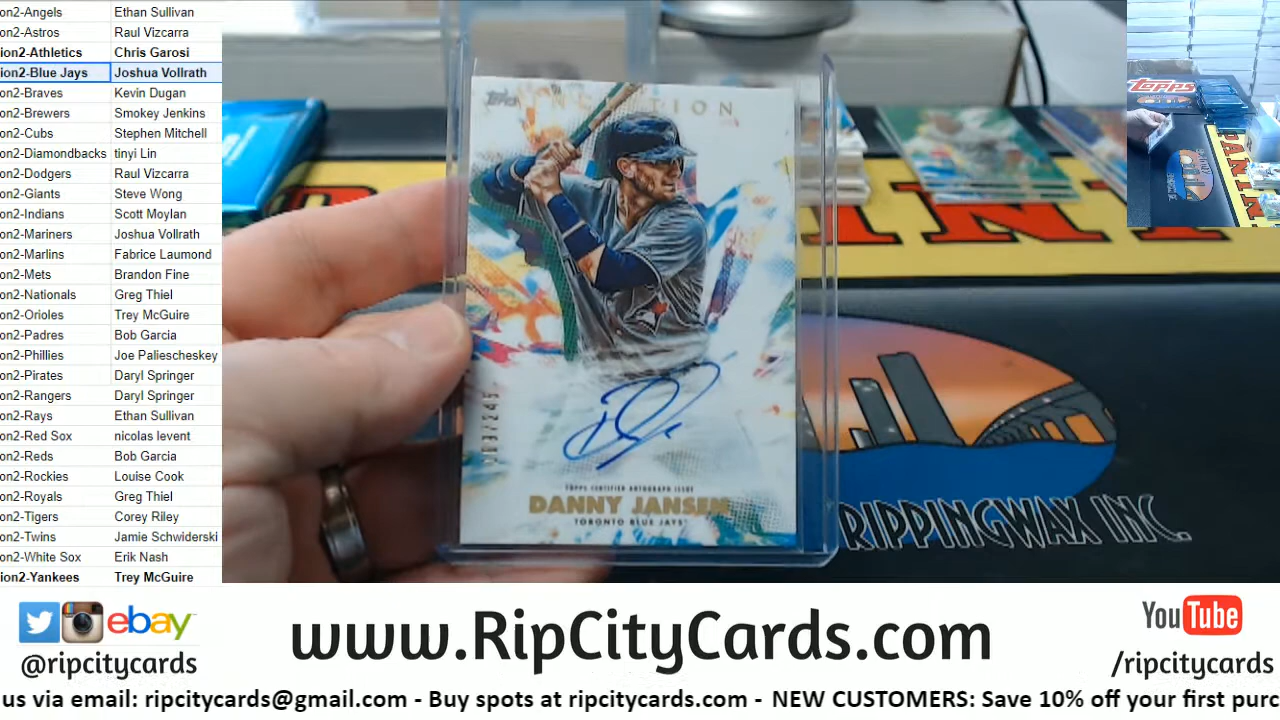 on2-Angels Ethan Sullivan
on2-Astros Raul Vizcarra
ion2-Athletics Chris Garosi
ion2-Blue Jays Joshua Vollrath
on2-Braves Kevin Dugan
on2-Brewers Smokey Jenkins
on2-Cubs Stephen Mitchell
on2-Diamondbacks tinyi Lin
on2-Dodgers Raul Vizcarra
on2-Giants Steve Wong
on2-Indians Scott Moylan
on2-Mariners Joshua Vollrath
on2-Marlins Fabrice Laumond
on2-Mets Brandon Fine
on2-Nationals Greg Thiel
on2-Orioles Trey McGuire
on2-Padres Bob Garcia
on2-Phillies Joe Paliescheskey
on2-Pirates Daryl Springer
on2-Rangers Daryl Springer
on2-Rays Ethan Sullivan
on2-Red Sox nicolas levent
on2-Reds Bob Garcia
on2-Rockies Louise Cook
on2-Royals Greg Thiel
on2-Tigers Corey Riley
on2-Twins Jamie Schwiderski
on2-White Sox Erik Nash
ion2-Yankees Trey McGuire
Topps
TOPPS CERTIFIED AUTOGRAPH ISSUE
DANNY JANSEN
TORONTO BLUE JAYS
RIPPINGWAX INC.
Topps
ebay
@ripcitycards
www.RipCityCards.com
YouTube
/ripcitycards
us via email: ripcitycards@gmail.com - Buy spots at ripcitycards.com - NEW CUSTOMERS: Save 10% off your first purc